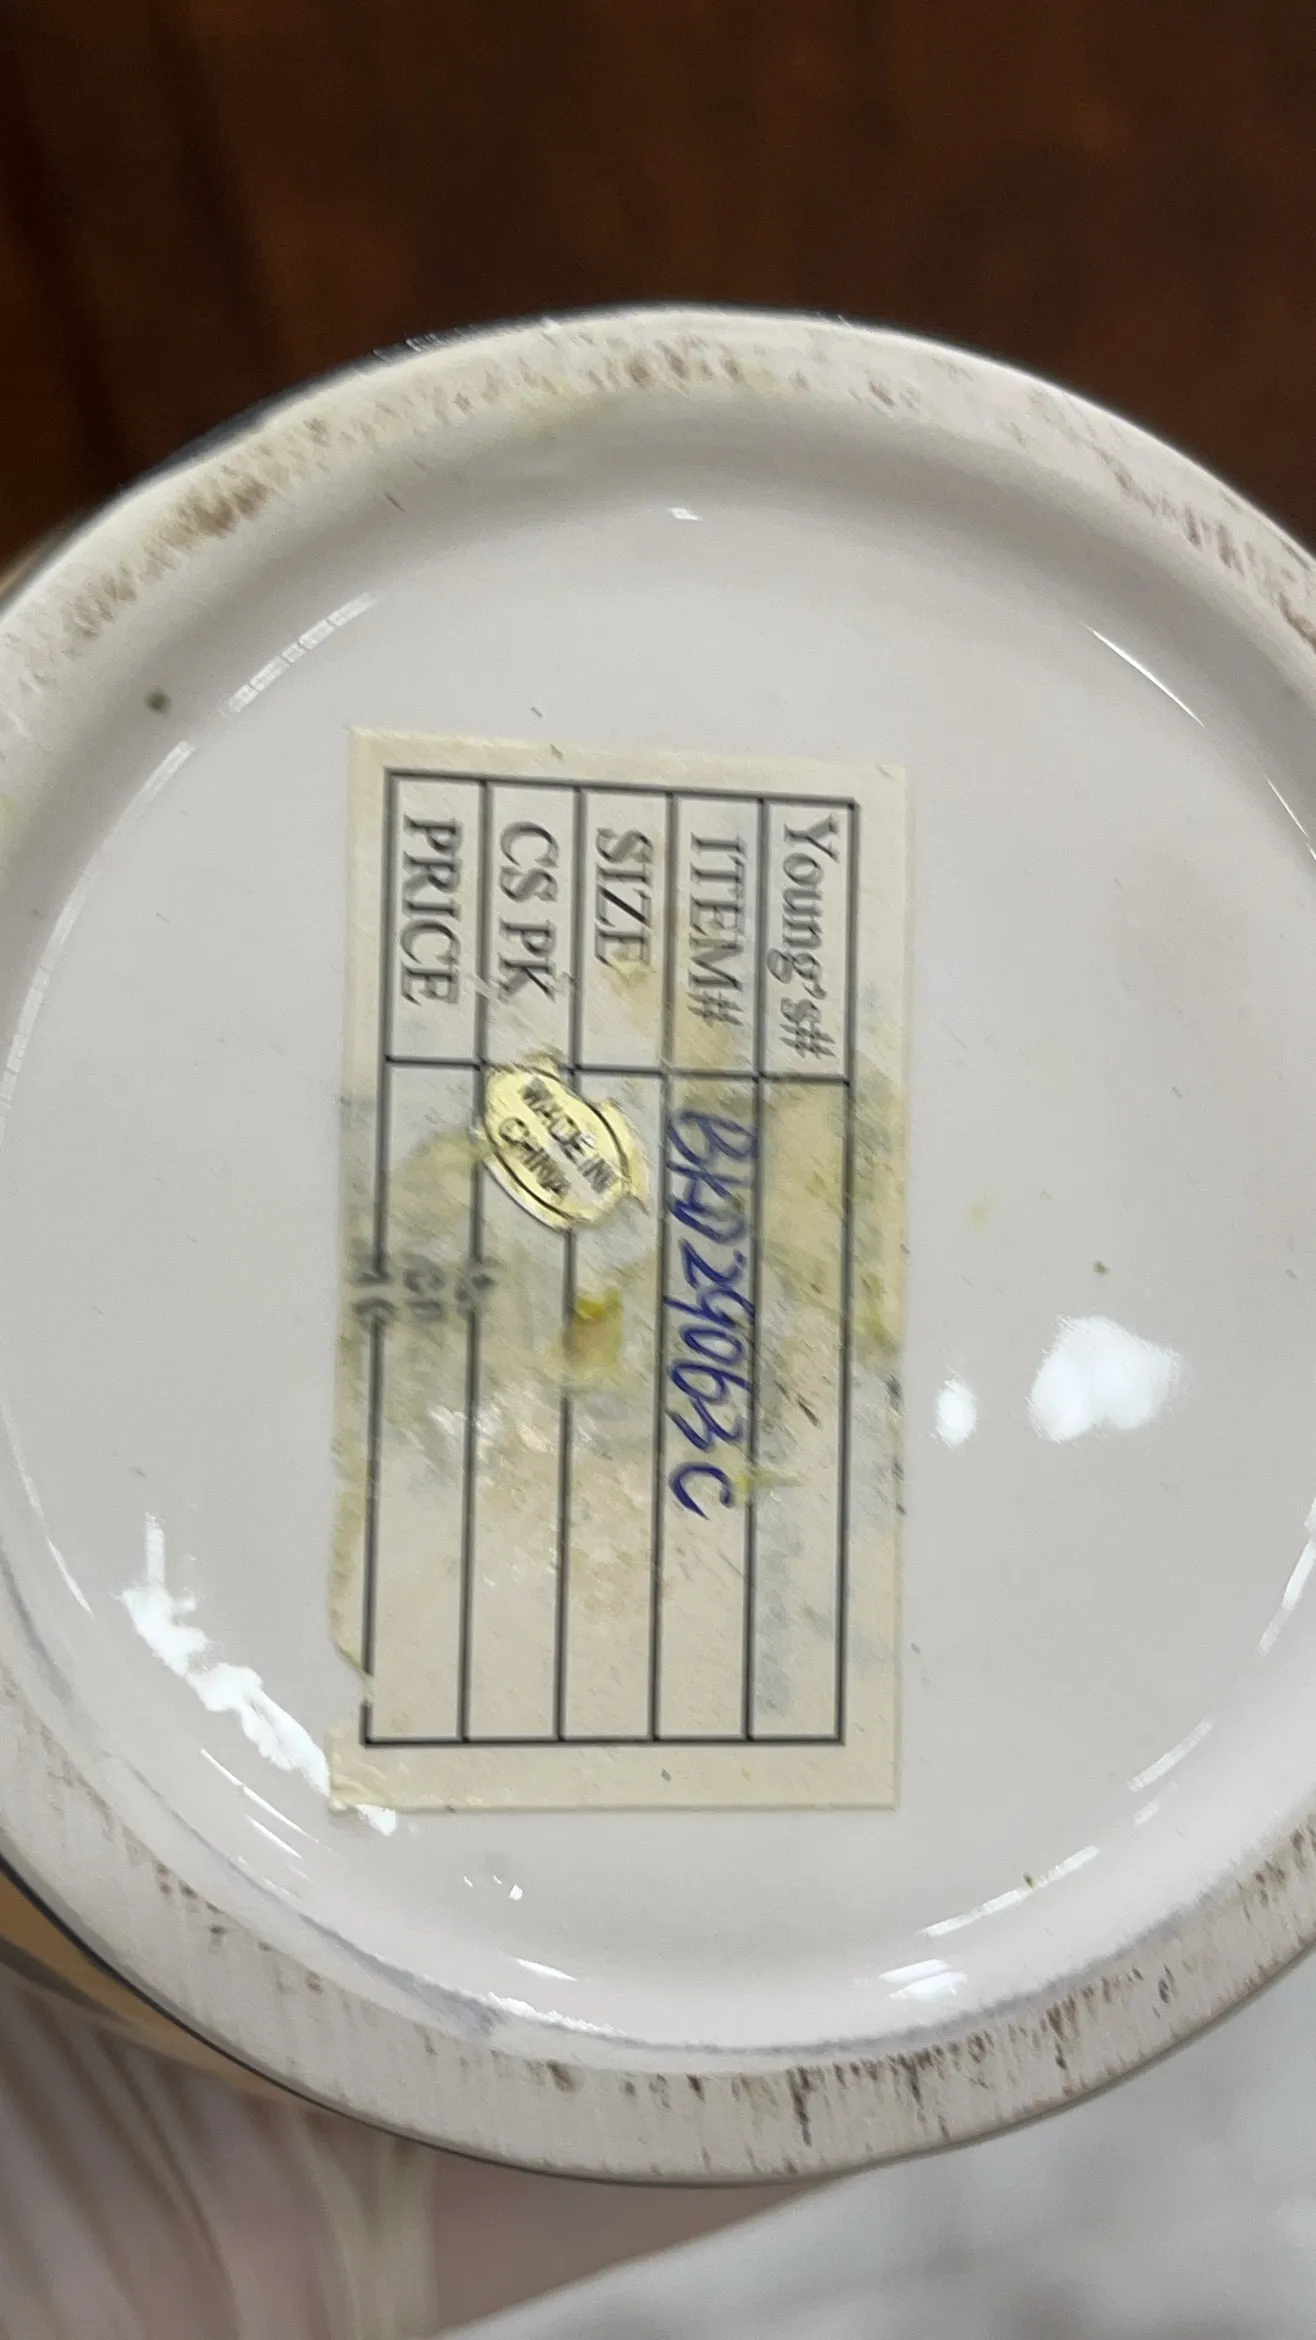 Young's#
ITEM# BHD29063C
SIZE
CS PK
PRICE
MADE IN
CHINA